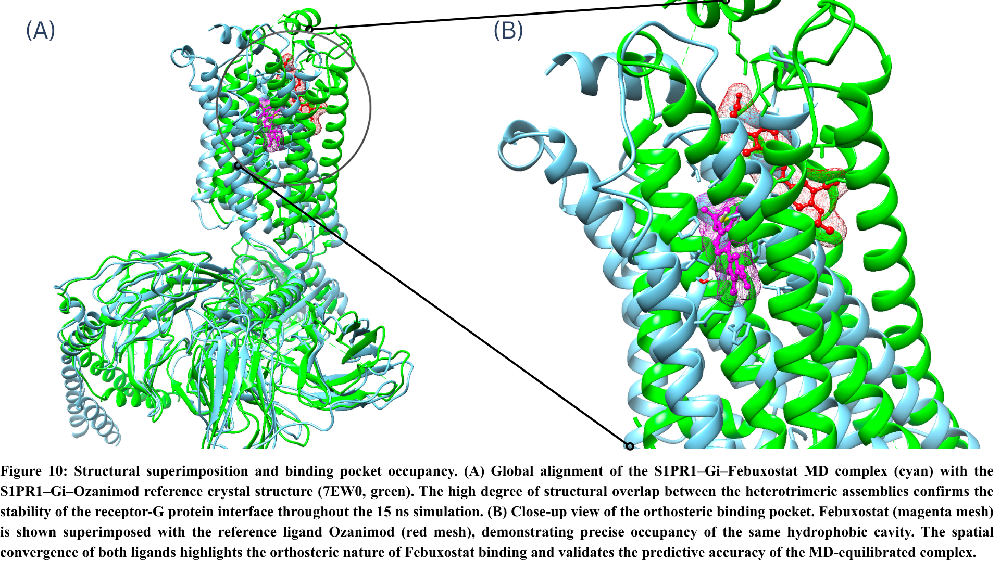 (A)
(B)
Figure 10: Structural superimposition and binding pocket occupancy. (A) Global alignment of the S1PR1–Gi–Febuxostat MD complex (cyan) with the
S1PR1–Gi–Ozanimod reference crystal structure (7EW0, green). The high degree of structural overlap between the heterotrimeric assemblies confirms the
stability of the receptor-G protein interface throughout the 15 ns simulation. (B) Close-up view of the orthosteric binding pocket. Febuxostat (magenta mesh)
is shown superimposed with the reference ligand Ozanimod (red mesh), demonstrating precise occupancy of the same hydrophobic cavity. The spatial
convergence of both ligands highlights the orthosteric nature of Febuxostat binding and validates the predictive accuracy of the MD-equilibrated complex.